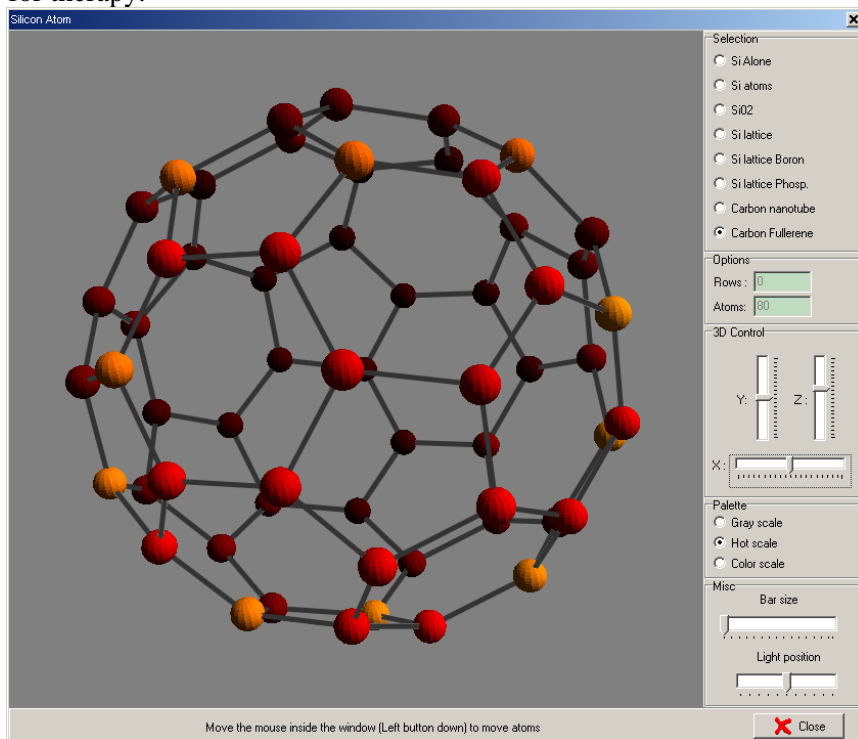 for therapy.
Silicon Atom
Selection
Si Alone
Si atoms
Si02
Si lattice
Si lattice Boron
Si lattice Phosp.
Carbon nanotube
Carbon Fullerene
Options
Rows : 0
Atoms: 80
3D Control
Y: Z:
X:
Palette
Gray scale
Hot scale
Color scale
Misc
Bar size
Light position
Move the mouse inside the window (Left button down) to move atoms
Close